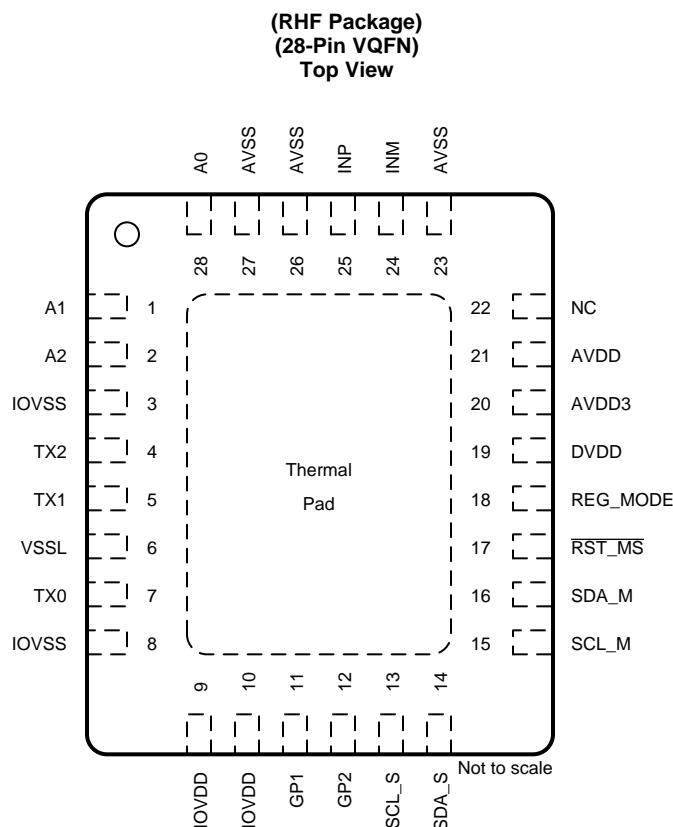 (RHF Package)
(28-Pin VQFN)
Top View
A0
AVSS
AVSS
INP
INM
AVSS
28
27
26
25
24
23
A1 1
A2 2
IOVSS 3
TX2 4
TX1 5
VSSL 6
TX0 7
IOVSS 8
22 NC
21 AVDD
20 AVDD3
19 DVDD
18 REG_MODE
17 RST_MS
16 SDA_M
15 SCL_M
Thermal
Pad
9
10
11
12
13
14
IOVDD
IOVDD
GP1
GP2
SCL_S
SDA_S
Not to scale